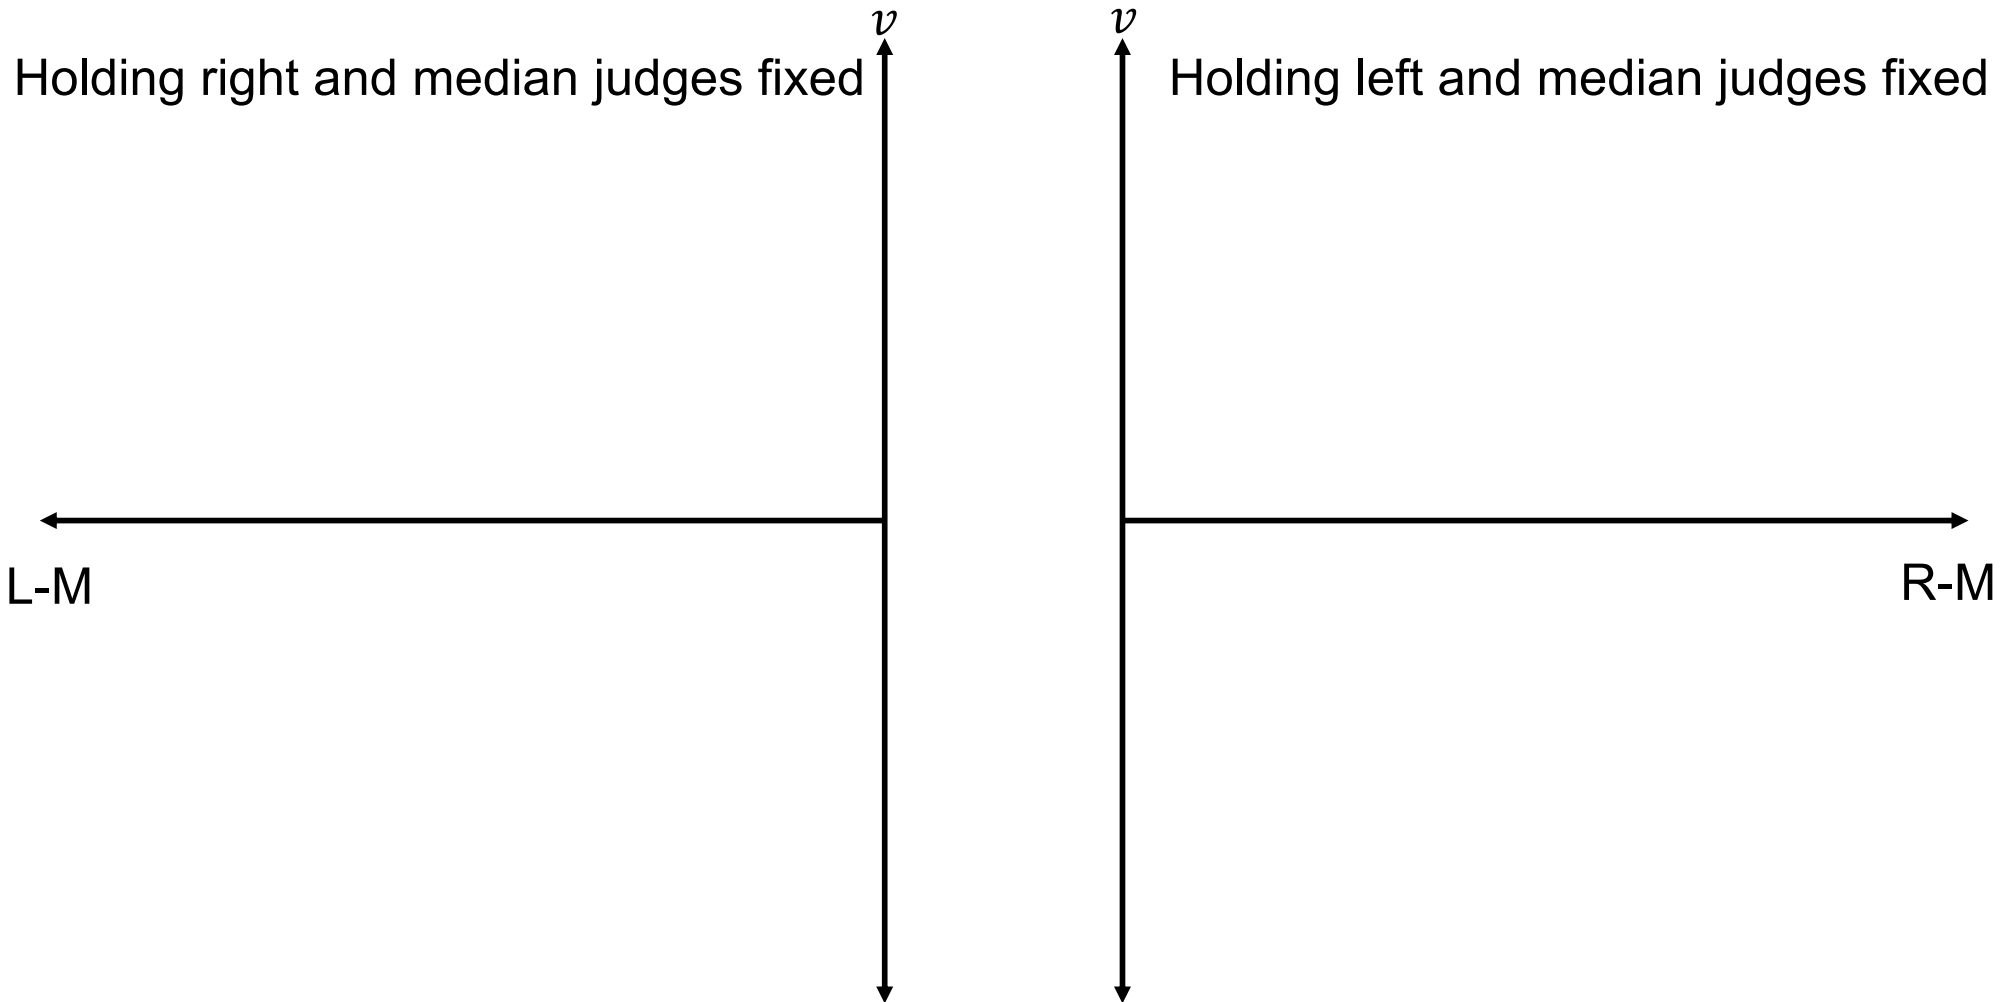 𝑣
𝑣
Holding right and median judges fixed
Holding left and median judges fixed
L-M
R-M